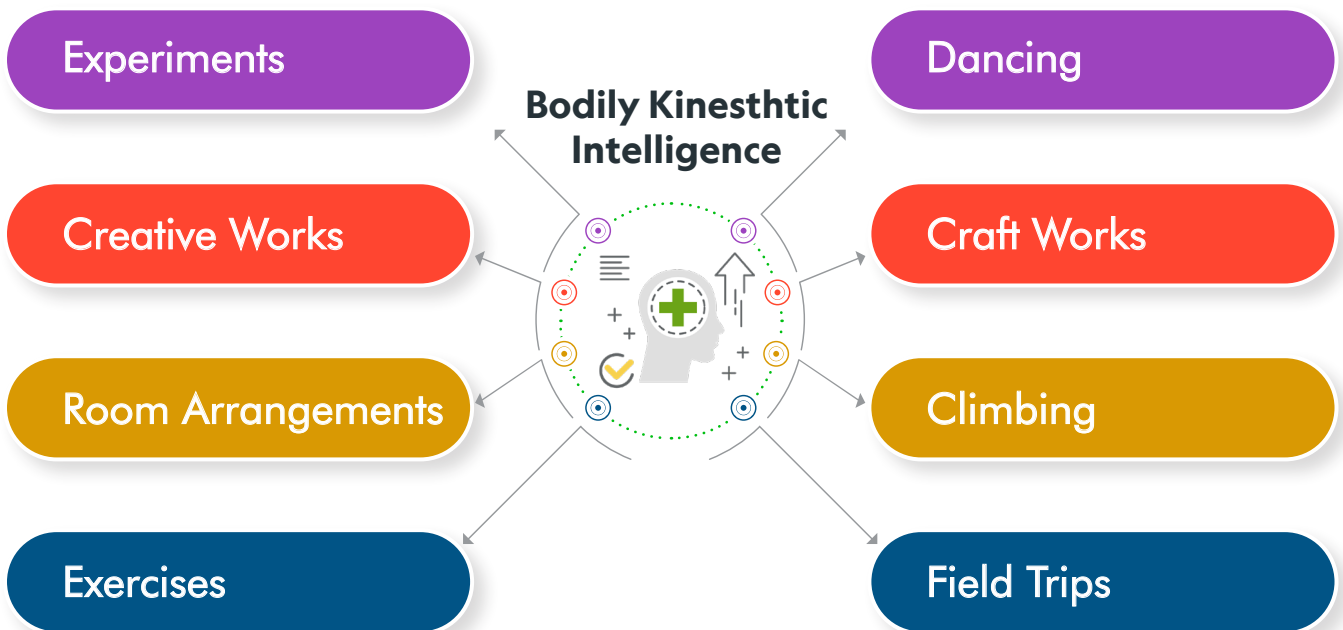 Bodily Kinesthtic
Intelligence
Experiments
Creative Works
Room Arrangements
Exercises
Dancing
Craft Works
Climbing
Field Trips